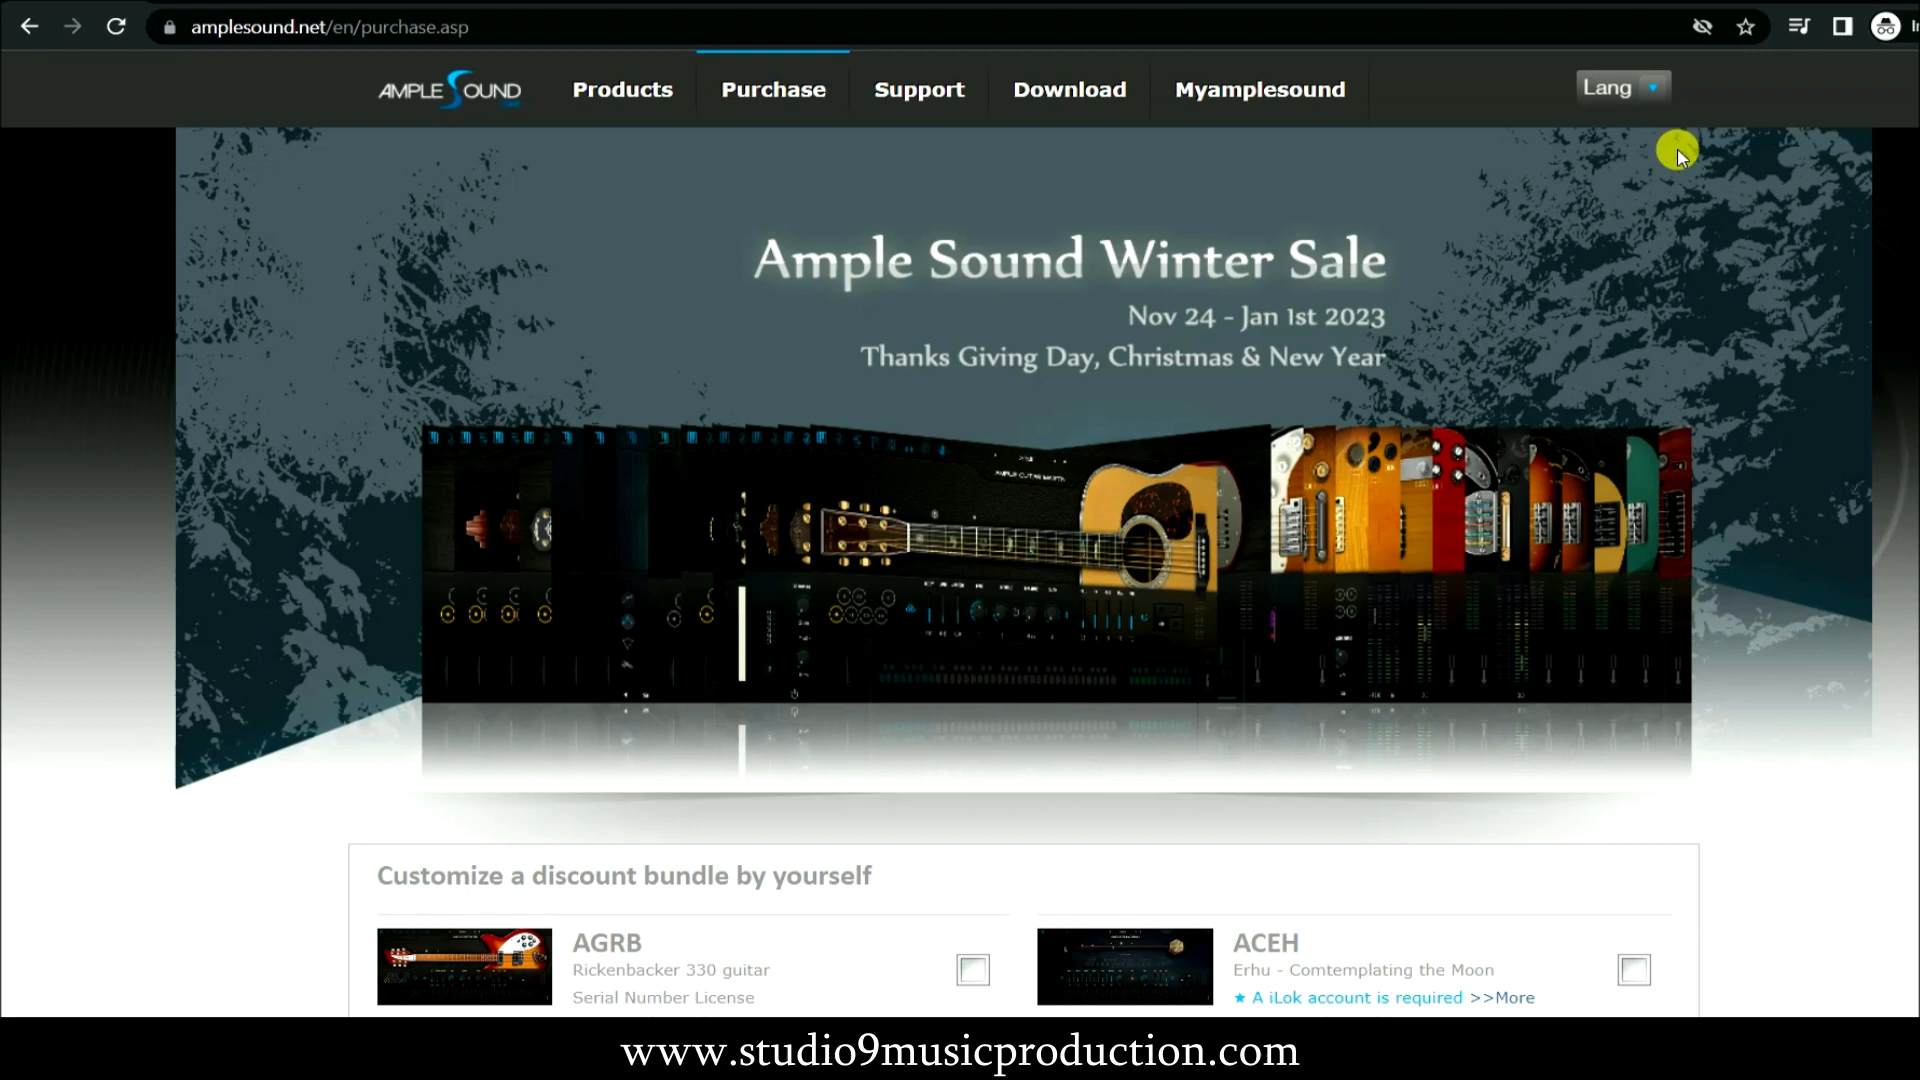 amplesound.net/en/purchase.asp
AMPLE SOUND
Products
Purchase
Support
Download
Myamplesound
Lang
Ample Sound Winter Sale
Nov 24 - Jan 1st 2023
Thanks Giving Day, Christmas & New Year
Customize a discount bundle by yourself
AGRB
Rickenbacker 330 guitar
Serial Number License
ACEH
Erhu - Comtemplating the Moon
★ A iLok account is required >>More
www.studio9musicproduction.com